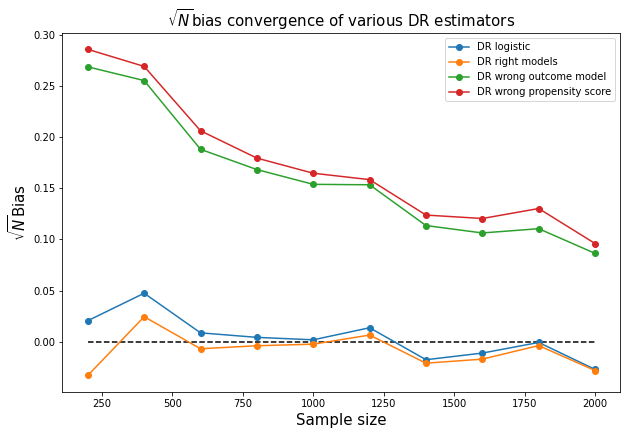 √N bias convergence of various DR estimators
DR logistic
DR right models
DR wrong outcome model
DR wrong propensity score
√N Bias
0.30
0.25
0.20
0.15
0.10
0.05
0.00
250 500 750 1000 1250 1500 1750 2000
Sample size